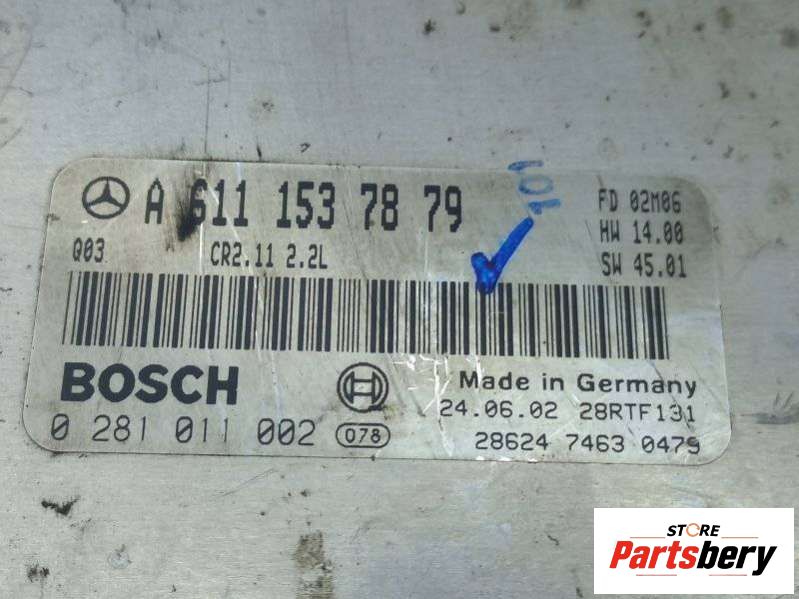 A 611 153 78 79
101
FD 02M06
HW 14.00
SW 45.01
Q03 CR2.11 2.2L
BOSCH
Made in Germany
24.06.02 28RTF131
0 281 011 002 078
28624 7463 0479
STORE
Partsbery